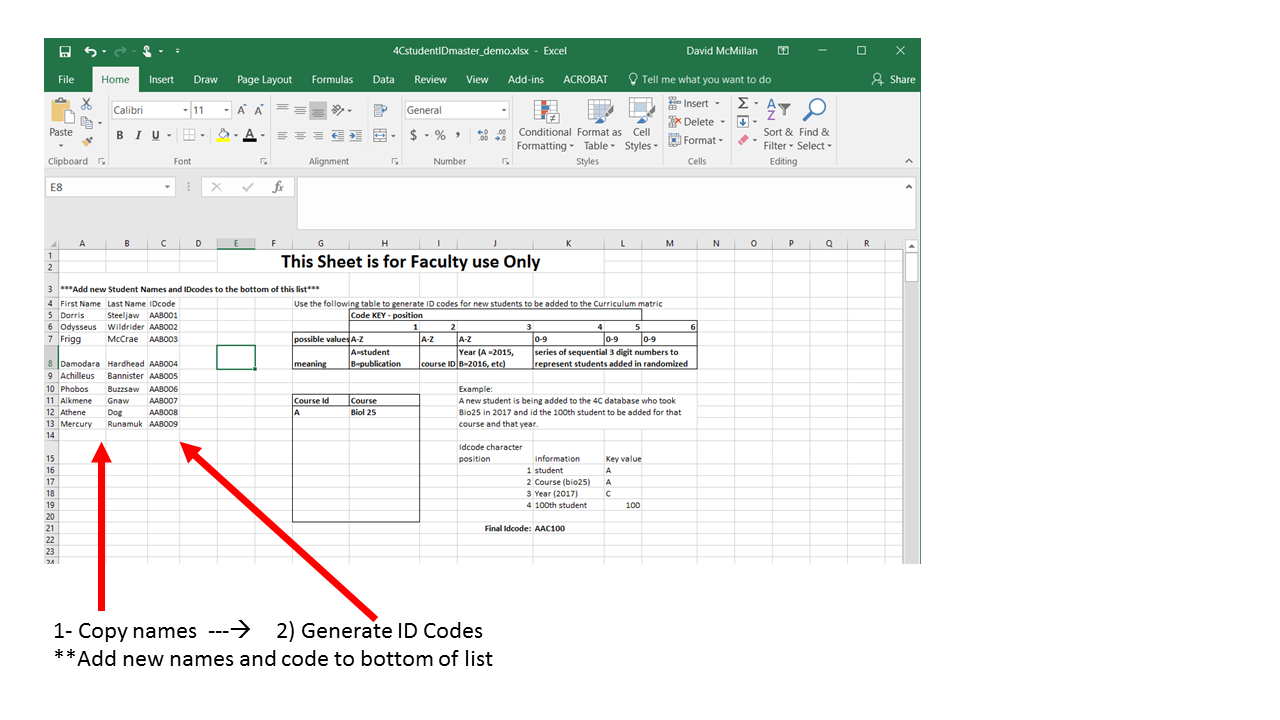 4CstudentIDmaster_demo.xlsx - Excel
David McMillan
File Home Insert Draw Page Layout Formulas Data Review View Add-ins ACROBAT Tell me what you want to do Share
Calibri 11 General
Paste
B I U A $ % ,
Conditional Formatting
Format as Table
Cell Styles
Insert
Delete
Format
Sort & Filter
Find & Select
Clipboard Font Alignment Number Styles Cells Editing
E8 fx
A B C D E F G H I J K L M N O P Q R
1
2 This Sheet is for Faculty use Only
3 ***Add new Student Names and IDcodes to the bottom of this list***
4 First Name Last Name IDcode Use the following table to generate ID codes for new students to be added to the Curriculum matric
5 Dorris Steeljaw AAB001 Code KEY - position
6 Odysseus Wildrider AAB002 1 2 3 4 5 6
7 Frigg McCrae AAB003 possible values A-Z A-Z A-Z 0-9 0-9 0-9
A=student Year (A =2015, series of sequential 3 digit numbers to
8 Damodara Hardhead AAB004 meaning B=publication course ID B=2016, etc) represent students added in randomized
9 Achilleus Bannister AAB005
10 Phobos Buzzsaw AAB006 Example:
11 Alkmene Gnaw AAB007 Course Id Course A new student is being added to the 4C database who took
12 Athene Dog AAB008 A Biol 25 Bio25 in 2017 and id the 100th student to be added for that
13 Mercury Runamuk AAB009 course and that year.
14
Idcode character
15 position information Key value
16 1 student A
17 2 Course (bio25) A
18 3 Year (2017) C
19 4 100th student 100
20
21 Final Idcode: AAC100
22
23
24
1- Copy names ---→ 2) Generate ID Codes
**Add new names and code to bottom of list